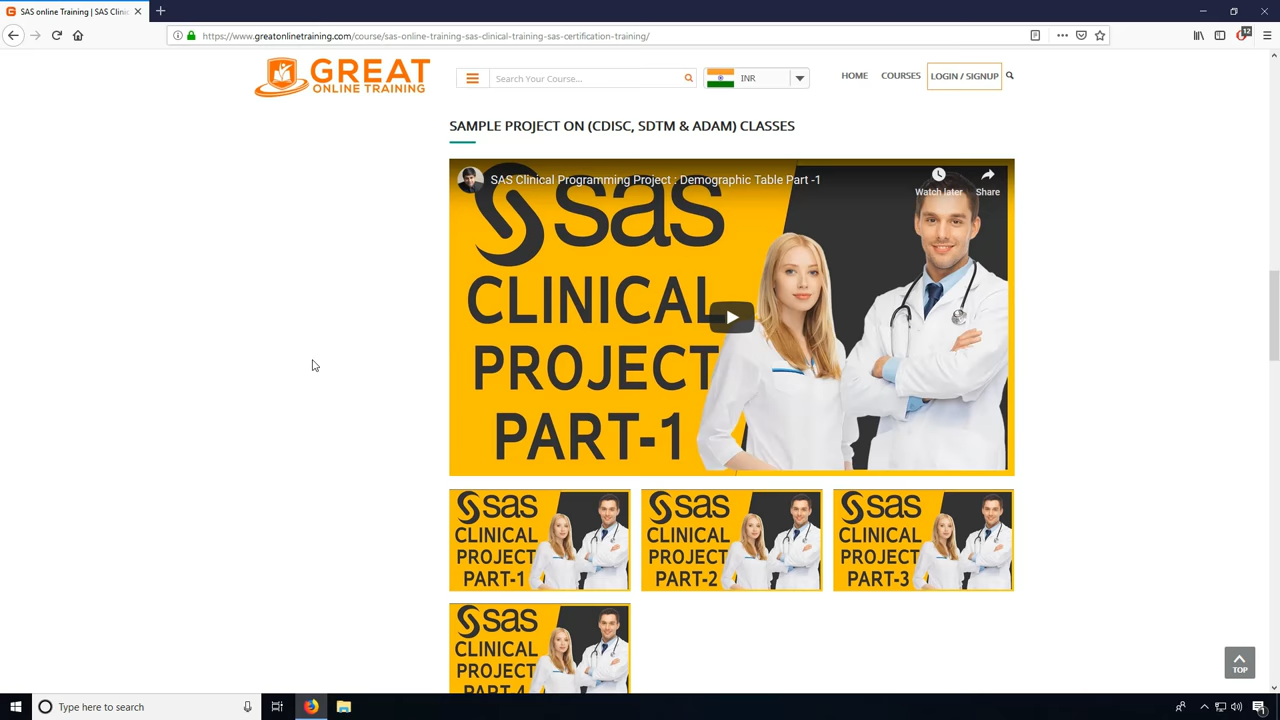 SAS online Training | SAS Clinic
https://www.greatonlinetraining.com/course/sas-online-training-sas-clinical-training-sas-certification-training/
12
GREAT
ONLINE TRAINING
Search Your Course...
INR
HOME
COURSES
LOGIN / SIGNUP
SAMPLE PROJECT ON (CDISC, SDTM & ADAM) CLASSES
SAS Clinical Programming Project : Demographic Table Part -1
Watch later
Share
sas
CLINICAL
PROJECT
PART-1
sas
CLINICAL
PROJECT
PART-1
sas
CLINICAL
PROJECT
PART-2
sas
CLINICAL
PROJECT
PART-3
sas
CLINICAL
PROJECT
PART-4
TOP
Type here to search
1